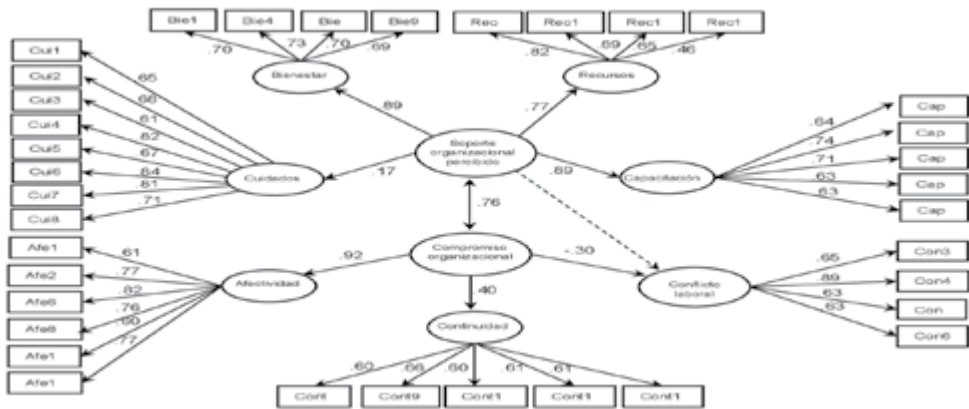 Bie1 Bie4 Bie Bie9
Rec Rec1 Rec1 Rec1
.70 .73 .70 .69
.82 .89 .65 .46
Bienestar
Recursos
Cui1
Cui2
Cui3
Cui4
Cui5
Cui6
Cui7
Cui8
.65
.66
.61
.82
.67
.84
.81
.71
Cuidados
.89
.77
Soporte
organizacional
percibido
.17
.89
Capacitación
.64
.74
.71
.63
.63
Cap
Cap
Cap
Cap
Cap
.76
Afe1
Afe2
Afe6
Afe8
Afe1
Afe1
.61
.77
.82
.76
.77
Afectividad
.92
Compromiso
organizacional
-.30
Conflicto
laboral
.65
.89
.63
.63
Con3
Con4
Con
Con6
.40
Continuidad
.60 .66 .60 .61 .61
Cont Cont9 Cont1 Cont1 Cont1